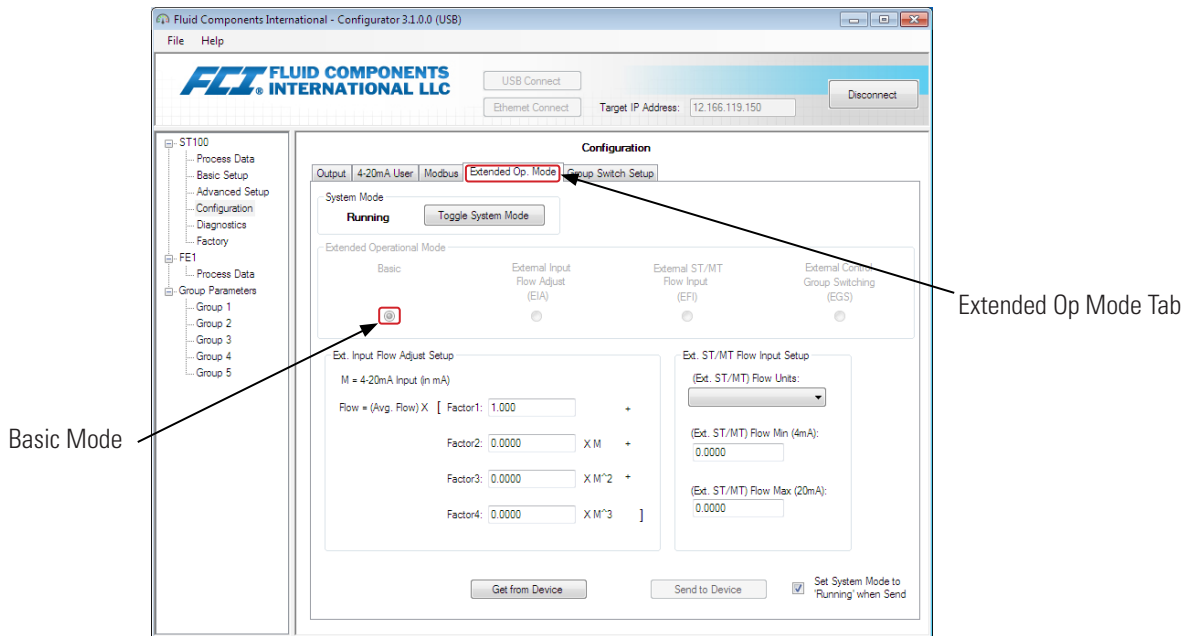 Fluid Components International - Configurator 3.1.0.0 (USB)
File Help
FCI ® FLUID COMPONENTS
INTERNATIONAL LLC
USB Connect
Ethernet Connect Target IP Address: 12.166.119.150
Disconnect
ST100
Process Data
Basic Setup
Advanced Setup
Configuration
Diagnostics
Factory
FE1
Process Data
Group Parameters
Group 1
Group 2
Group 3
Group 4
Group 5
Configuration
Output 4-20mA User Modbus Extended Op. Mode Group Switch Setup
System Mode
Running Toggle System Mode
Extended Operational Mode
Basic
External Input
Flow Adjust
(EIA)
External ST/MT
Flow Input
(EFI)
External Control
Group Switching
(EGS)
Ext. Input Flow Adjust Setup
M = 4-20mA Input (in mA)
Flow = (Avg. Flow) X [ Factor1: 1.000 +
Factor2: 0.0000 X M +
Factor3: 0.0000 X M^2 +
Factor4: 0.0000 X M^3 ]
Ext. ST/MT Flow Input Setup
(Ext. ST/MT) Flow Units:
(Ext. ST/MT) Flow Min (4mA):
0.0000
(Ext. ST/MT) Flow Max (20mA):
0.0000
Get from Device Send to Device
Set System Mode to
'Running' when Send
Extended Op Mode Tab
Basic Mode